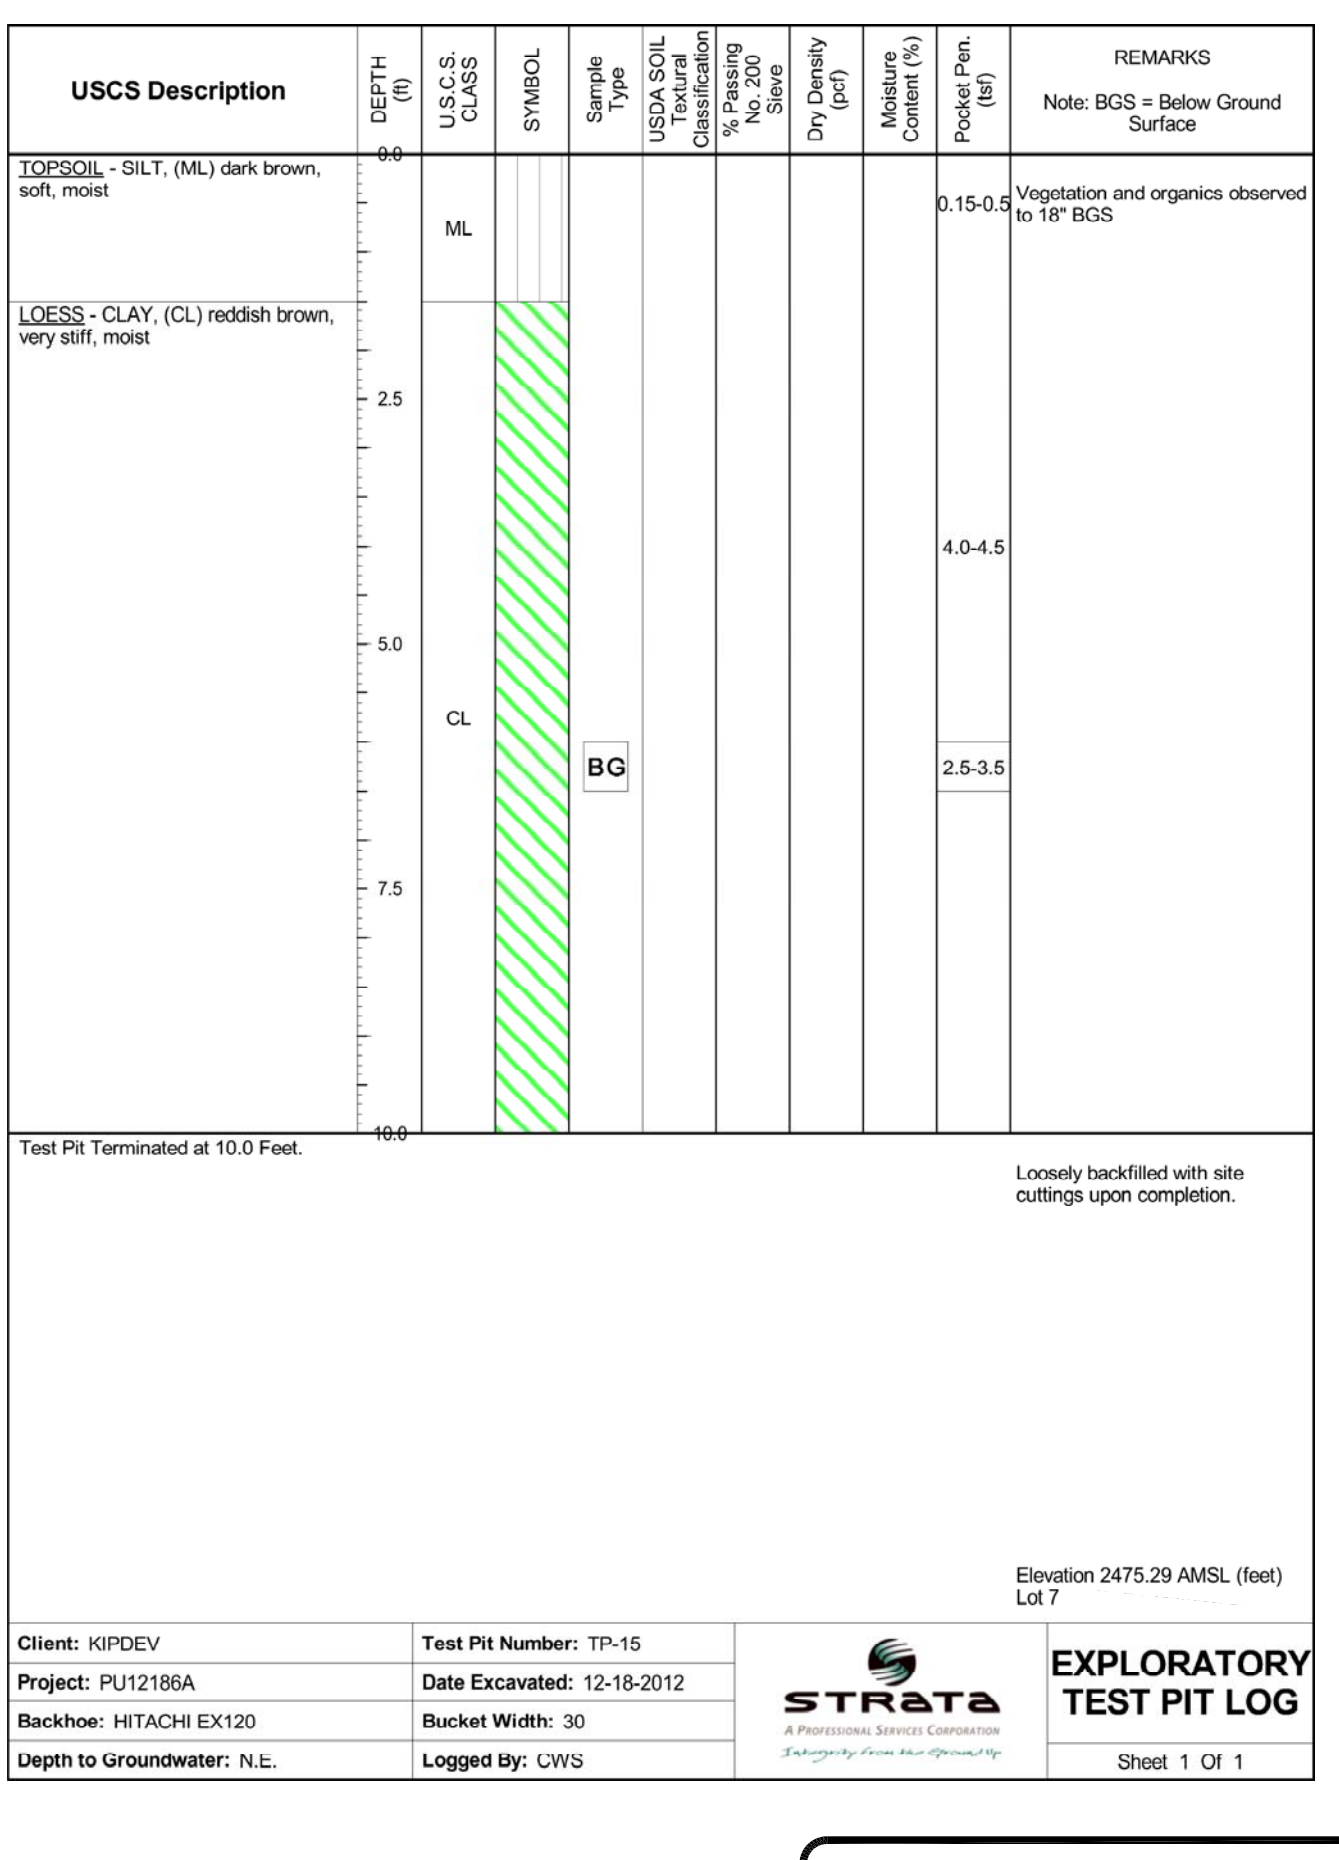 USCS Description
DEPTH
(ft)
U.S.C.S.
CLASS
SYMBOL
Sample
Type
USDA SOIL
Textural
Classification
% Passing
No. 200
Sieve
Dry Density
(pcf)
Moisture
Content (%)
Pocket Pen.
(tsf)
REMARKS
Note: BGS = Below Ground
Surface
0.0
TOPSOIL - SILT, (ML) dark brown,
soft, moist
ML
0.15-0.5
Vegetation and organics observed
to 18" BGS
LOESS - CLAY, (CL) reddish brown,
very stiff, moist
2.5
4.0-4.5
5.0
CL
BG
2.5-3.5
7.5
10.0
Test Pit Terminated at 10.0 Feet.
Loosely backfilled with site
cuttings upon completion.
Elevation 2475.29 AMSL (feet)
Lot 7
Client: KIPDEV
Test Pit Number: TP-15
Project: PU12186A
Date Excavated: 12-18-2012
Backhoe: HITACHI EX120
Bucket Width: 30
Depth to Groundwater: N.E.
Logged By: CWS
STRaTa
A PROFESSIONAL SERVICES CORPORATION
Integrity from the Ground Up
EXPLORATORY
TEST PIT LOG
Sheet 1 Of 1